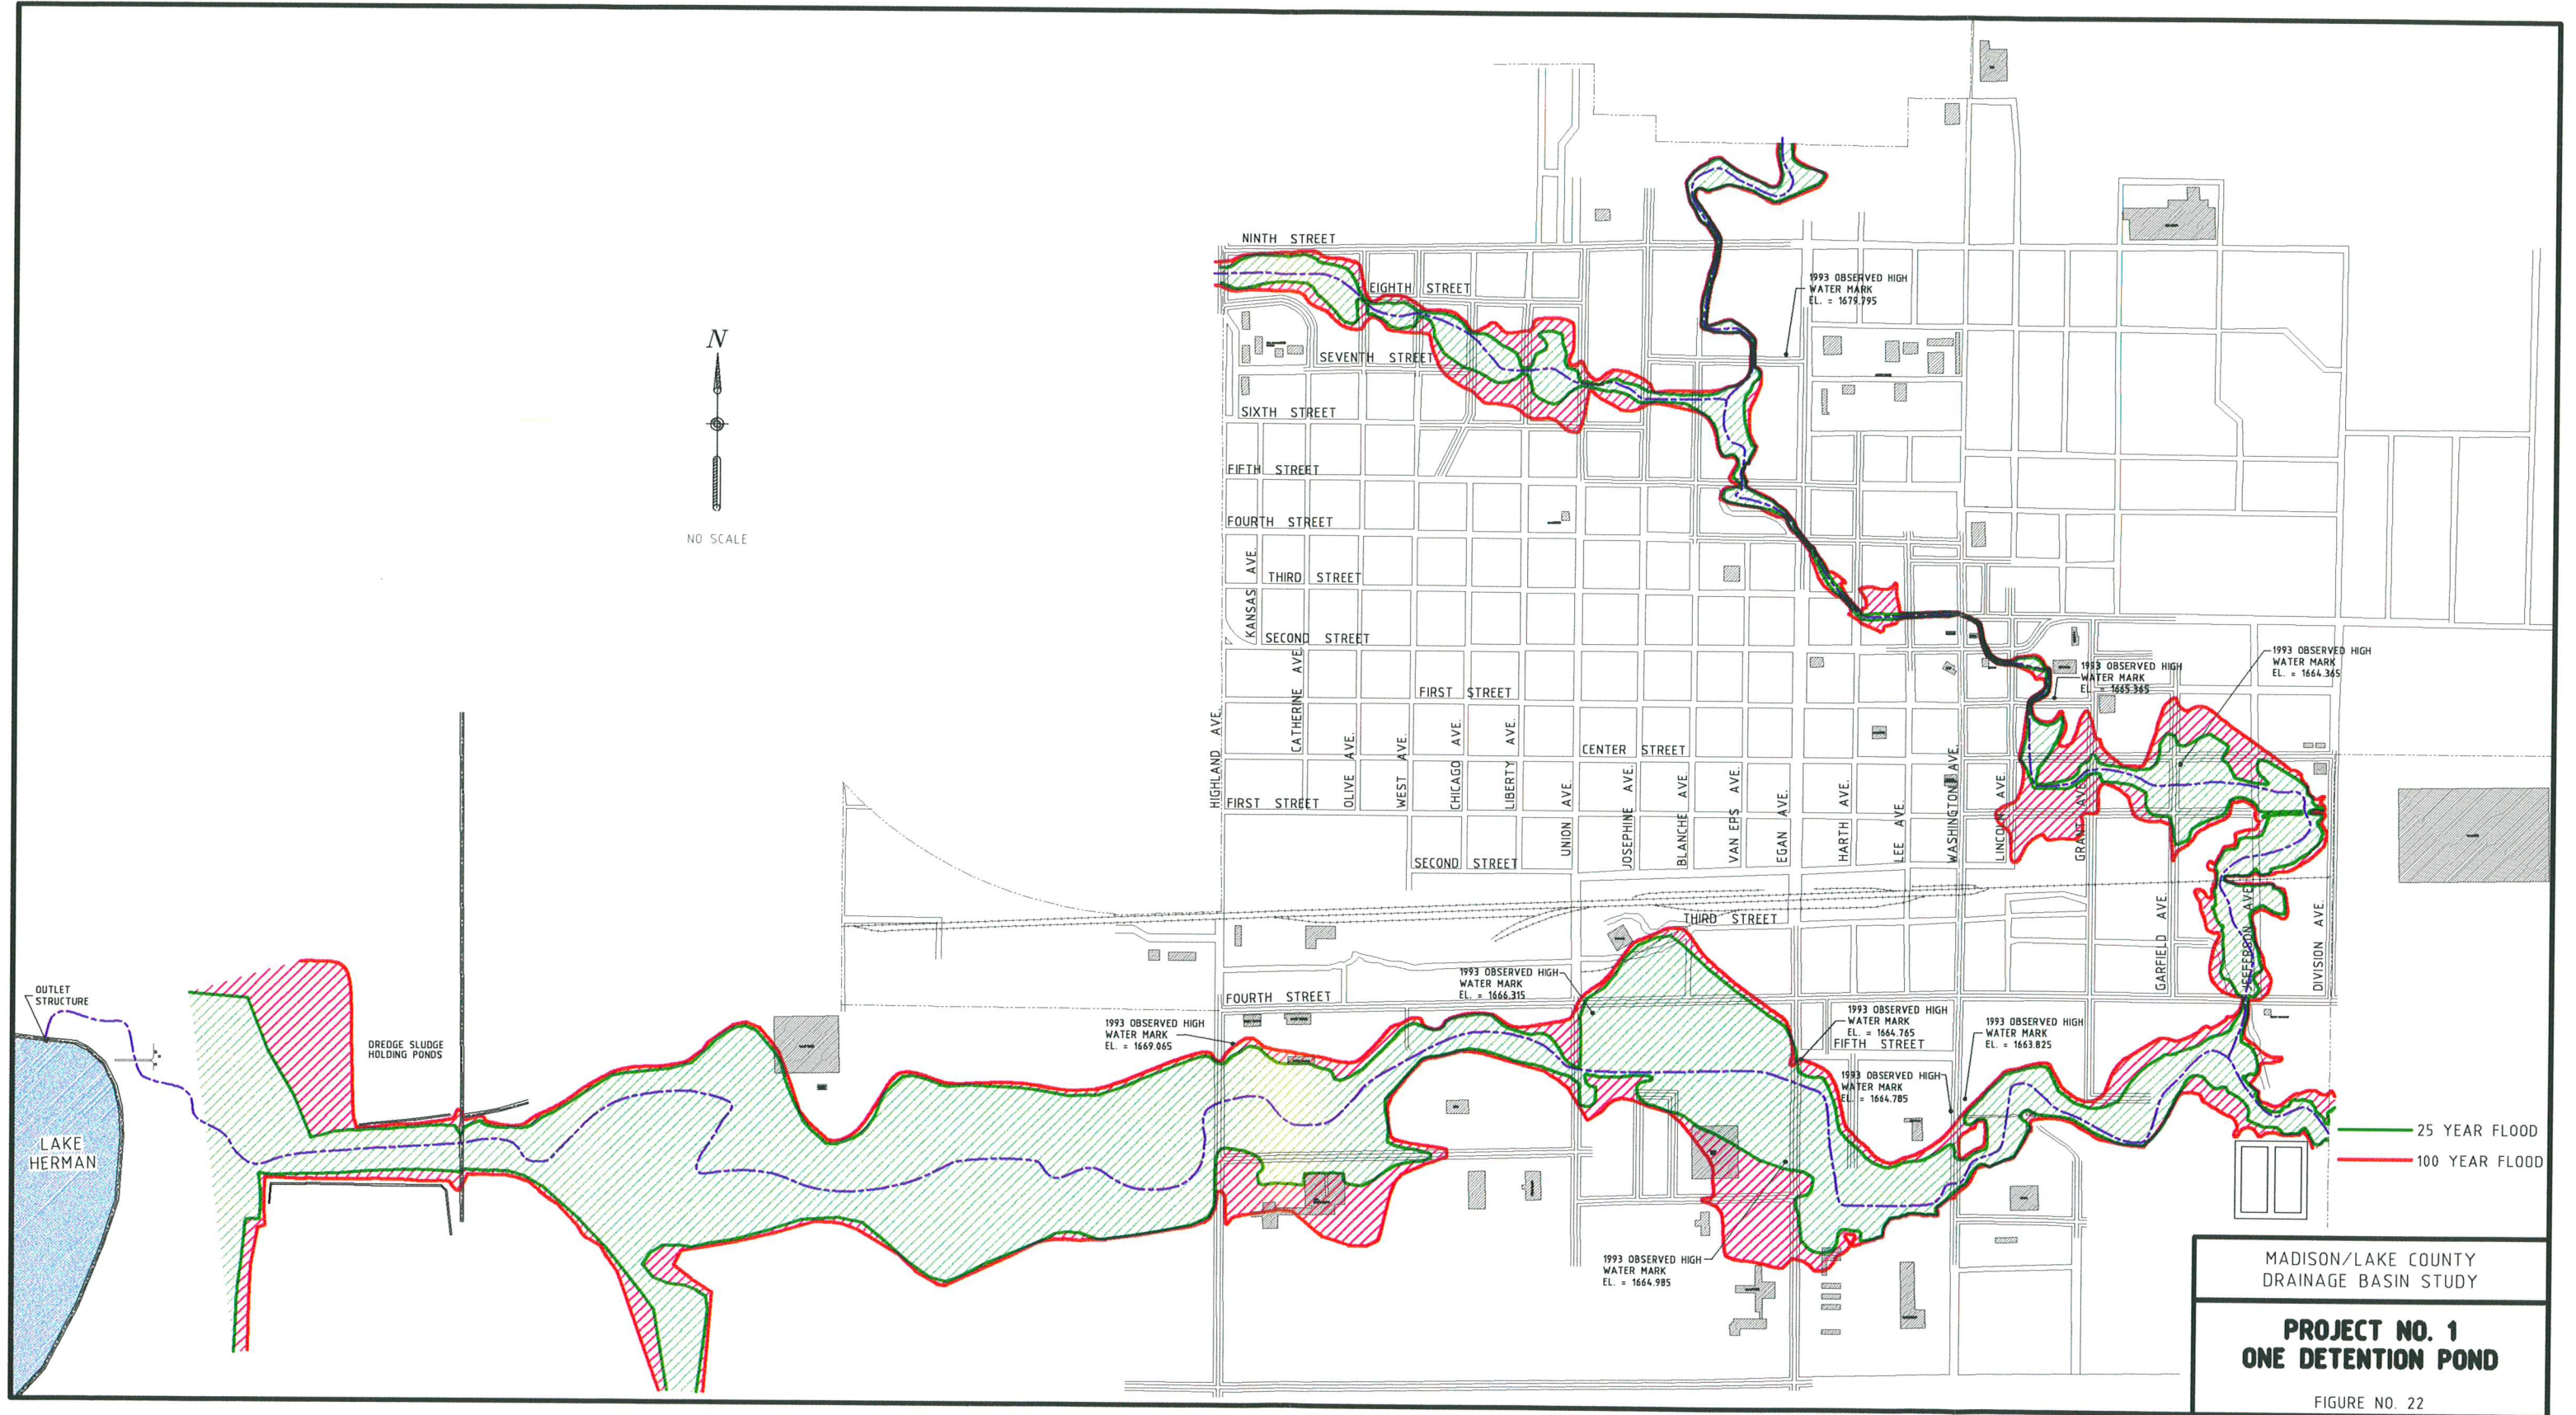 NINTH STREET
1993 OBSERVED HIGH
WATER MARK
EL. = 1679.795
EIGHTH STREET
N
SEVENTH STREET
SIXTH STREET
FIFTH STREET
FOURTH STREET
NO SCALE
KANSAS AVE.
THIRD STREET
SECOND STREET
1993 OBSERVED HIGH
WATER MARK
EL. = 1664.365
1993 OBSERVED HIGH
WATER MARK
EL. = 1665.365
CATHERINE AVE.
FIRST STREET
HIGHLAND AVE.
OLIVE AVE.
WEST AVE.
CHICAGO AVE.
LIBERTY AVE.
CENTER STREET
FIRST STREET
UNION AVE.
JOSEPHINE AVE.
BLANCHE AVE.
VAN EPS AVE.
EGAN AVE.
HARTH AVE.
LEE AVE.
WASHINGTON AVE.
LINCOLN AVE.
GRANT AVE.
SECOND STREET
THIRD STREET
GARFIELD AVE.
JEFFERSON AVE.
DIVISION AVE.
1993 OBSERVED HIGH
WATER MARK
EL. = 1666.315
FOURTH STREET
OUTLET
STRUCTURE
DREDGE SLUDGE
HOLDING PONDS
1993 OBSERVED HIGH
WATER MARK
EL. = 1669.065
1993 OBSERVED HIGH
WATER MARK
EL. = 1664.765
FIFTH STREET
1993 OBSERVED HIGH
WATER MARK
EL. = 1663.825
1993 OBSERVED HIGH
WATER MARK
EL. = 1664.785
LAKE
HERMAN
25 YEAR FLOOD
100 YEAR FLOOD
1993 OBSERVED HIGH
WATER MARK
EL. = 1664.985
MADISON/LAKE COUNTY
DRAINAGE BASIN STUDY
PROJECT NO. 1
ONE DETENTION POND
FIGURE NO. 22